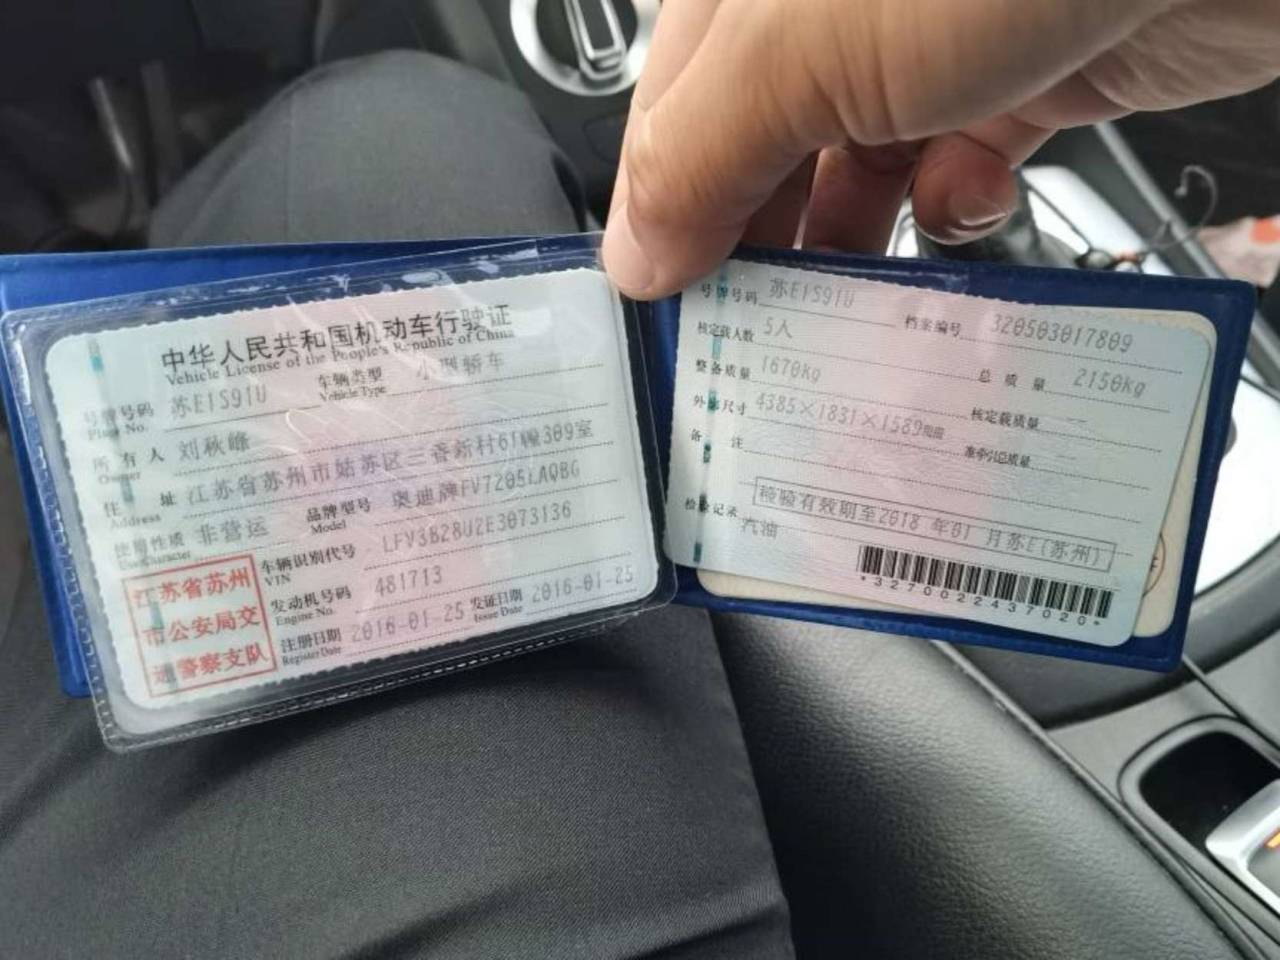 中华人民共和国机动车行驶证
Vehicle License of the People's Republic of China
号牌号码 苏E1S91U 车辆类型 小型轿车
Plate No. Vehicle Type
所有人 刘秋峰
Owner
住址 江苏省苏州市姑苏区三香新村61幢309室
Address
使用性质 非营运 品牌型号 奥迪牌FV7205LAQBG
Use Character Model
车辆识别代号 LFV3B28U2E3073136
VIN
发动机号码 481713
Engine No.
注册日期 2016-01-25 发证日期 2016-01-25
Register Date Issue Date
江苏省苏州
市公安局交
通警察支队
号牌号码 苏E1S91U 档案编号 320503017809
核定载人数 5人 总质量 2150kg
整备质量 1670kg 核定载质量 --
外廓尺寸 4385×1831×1589mm 准牵引总质量 --
备注
检验记录 检验有效期至2018年01月苏E(苏州)
汽油
*3270022437020*